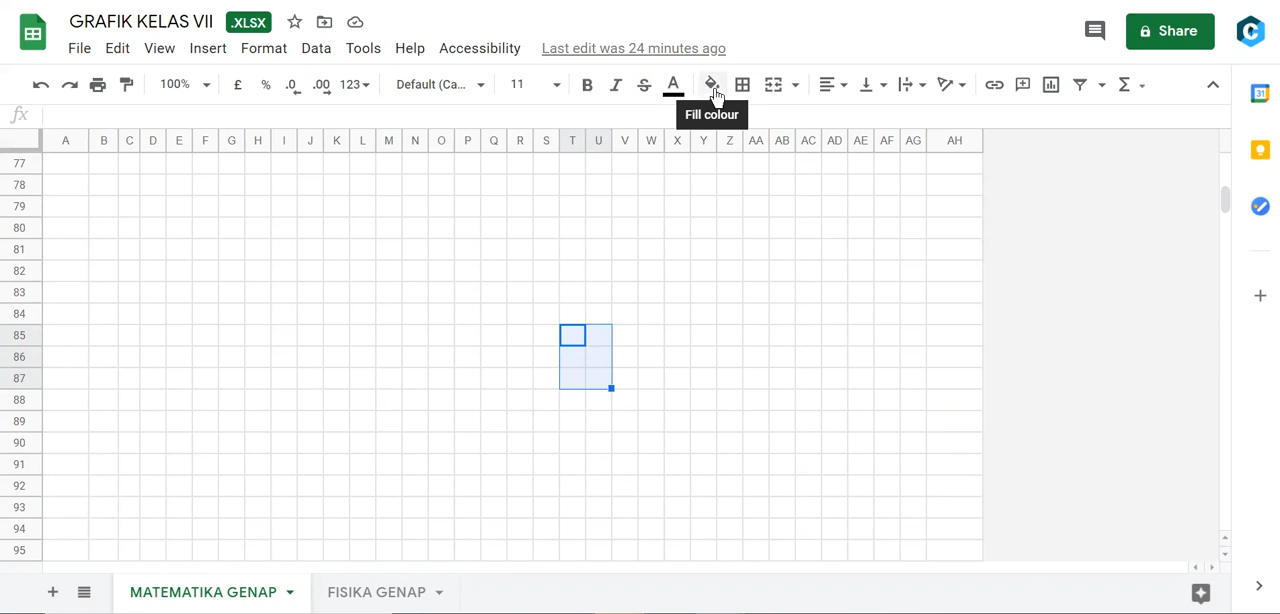 GRAFIK KELAS VII .XLSX
Share
File Edit View Insert Format Data Tools Help Accessibility Last edit was 24 minutes ago
100% £ % .0 .00 123 Default (Ca... 11 B I S A
31
fx
Fill colour
A B C D E F G H I J K L M N O P Q R S T U V W X Y Z AA AB AC AD AE AF AG AH
77
78
79
80
81
82
83
84
85
86
87
88
89
90
91
92
93
94
95
MATEMATIKA GENAP FISIKA GENAP